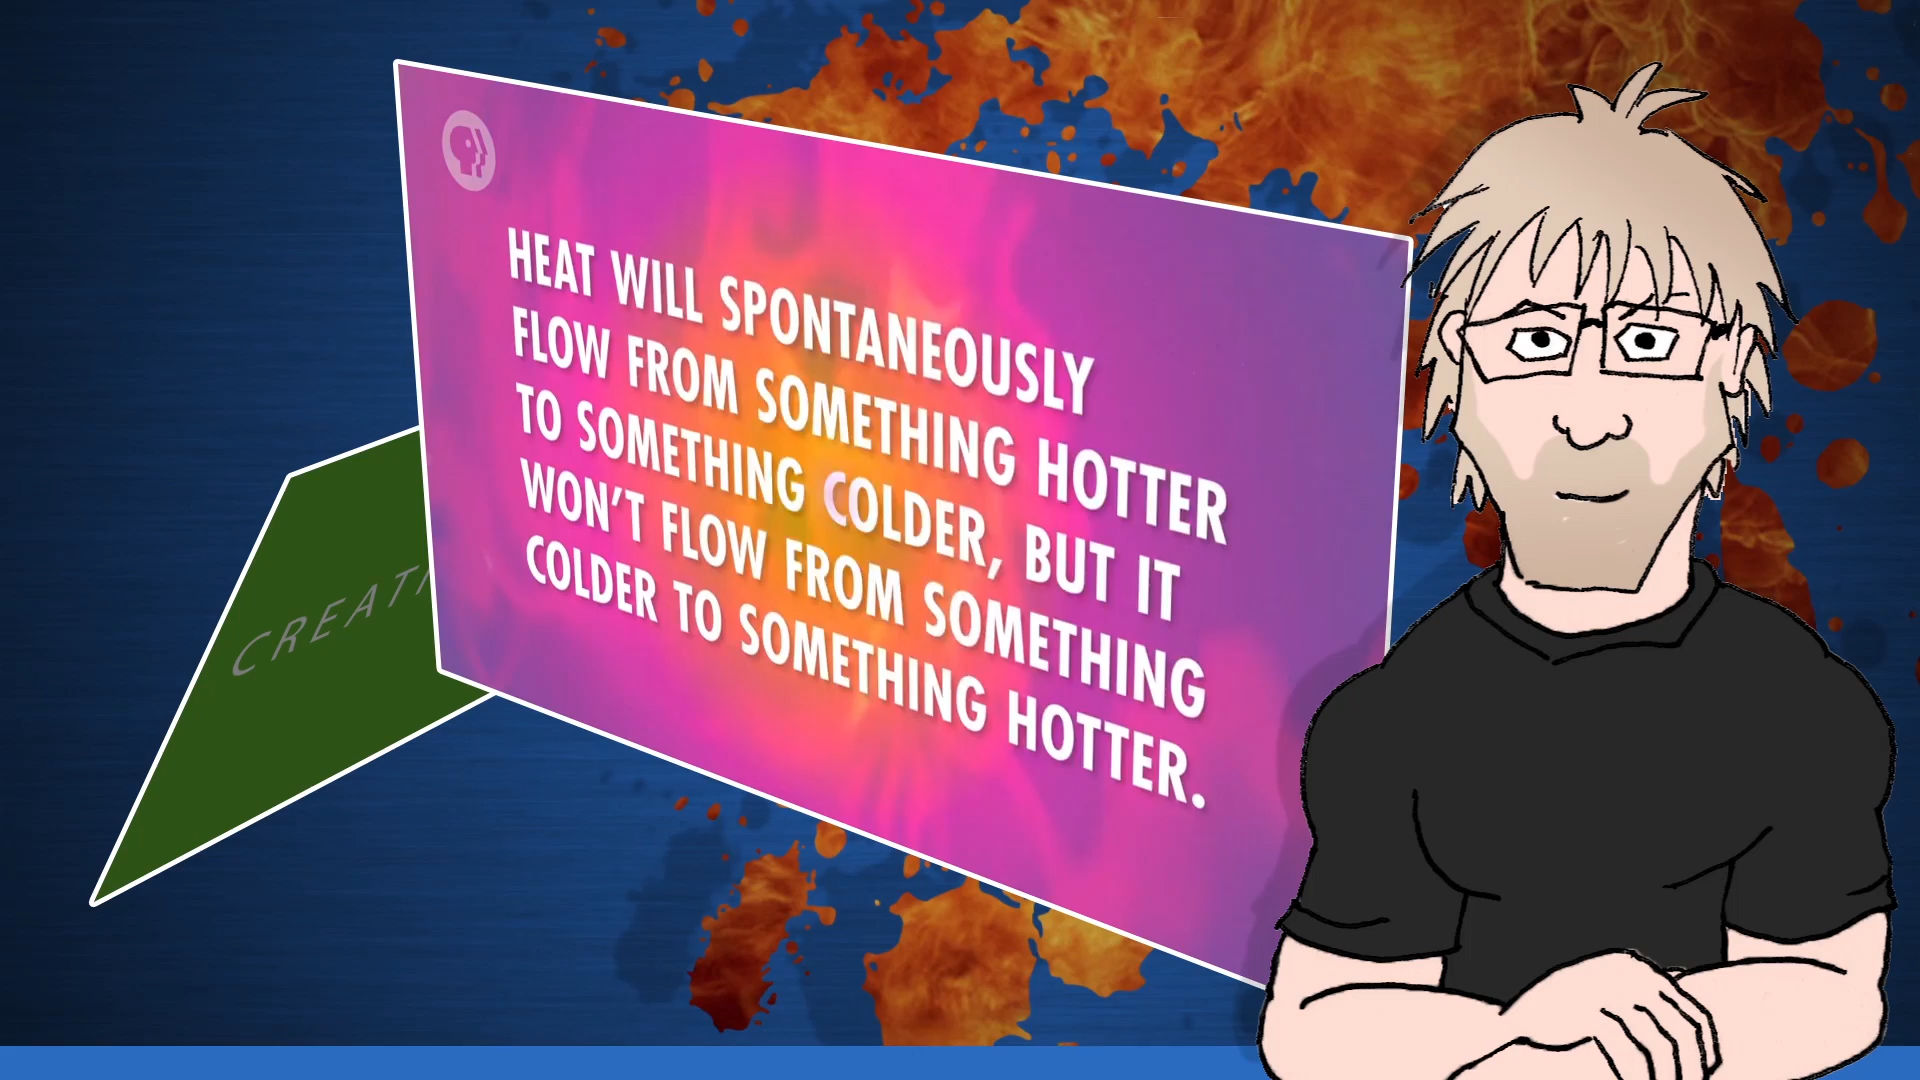 HEAT WILL SPONTANEOUSLY
FLOW FROM SOMETHING HOTTER
TO SOMETHING COLDER, BUT IT
WON'T FLOW FROM SOMETHING
COLDER TO SOMETHING HOTTER.
CREATI